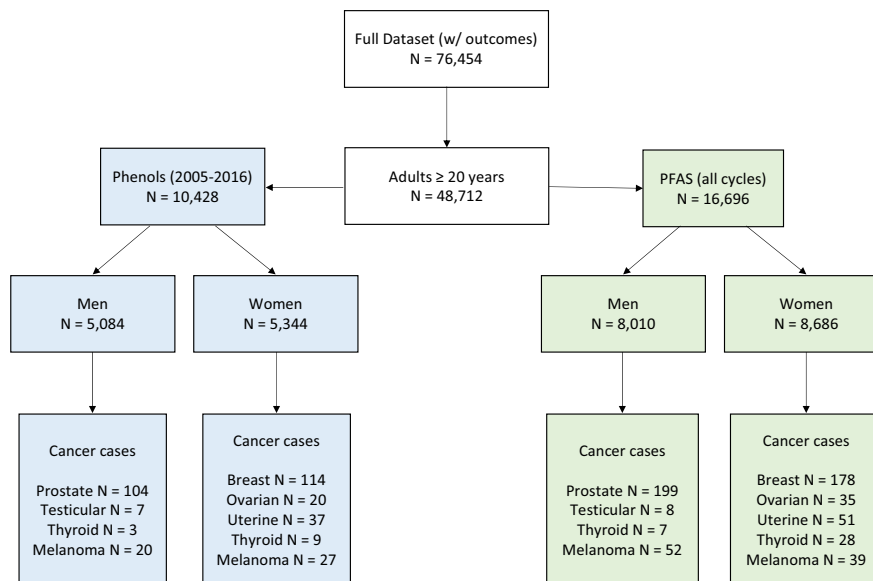 Full Dataset (w/ outcomes)
N = 76,454
Phenols (2005-2016)
N = 10,428
Adults ≥ 20 years
N = 48,712
PFAS (all cycles)
N = 16,696
Men
N = 5,084
Women
N = 5,344
Men
N = 8,010
Women
N = 8,686
Cancer cases
Prostate N = 104
Testicular N = 7
Thyroid N = 3
Melanoma N = 20
Cancer cases
Breast N = 114
Ovarian N = 20
Uterine N = 37
Thyroid N = 9
Melanoma N = 27
Cancer cases
Prostate N = 199
Testicular N = 8
Thyroid N = 7
Melanoma N = 52
Cancer cases
Breast N = 178
Ovarian N = 35
Uterine N = 51
Thyroid N = 28
Melanoma N = 39